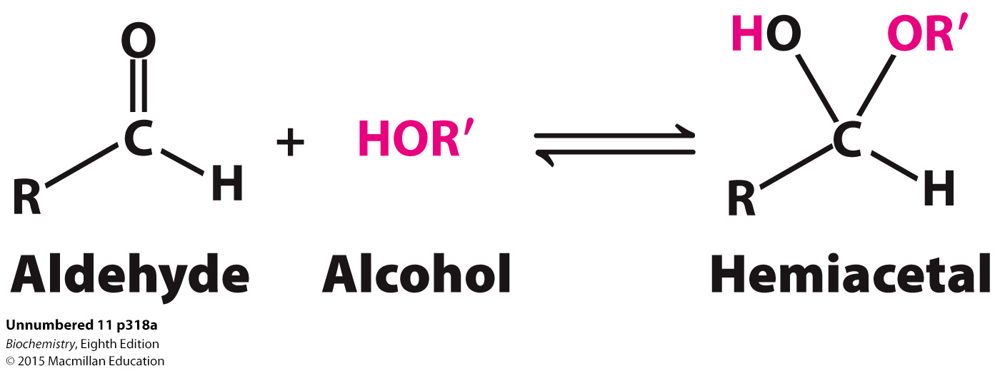 O
C
R
H
+
HOR′
HO
OR′
C
R
H
Aldehyde
Alcohol
Hemiacetal
Unnumbered 11 p318a
Biochemistry, Eighth Edition
© 2015 Macmillan Education